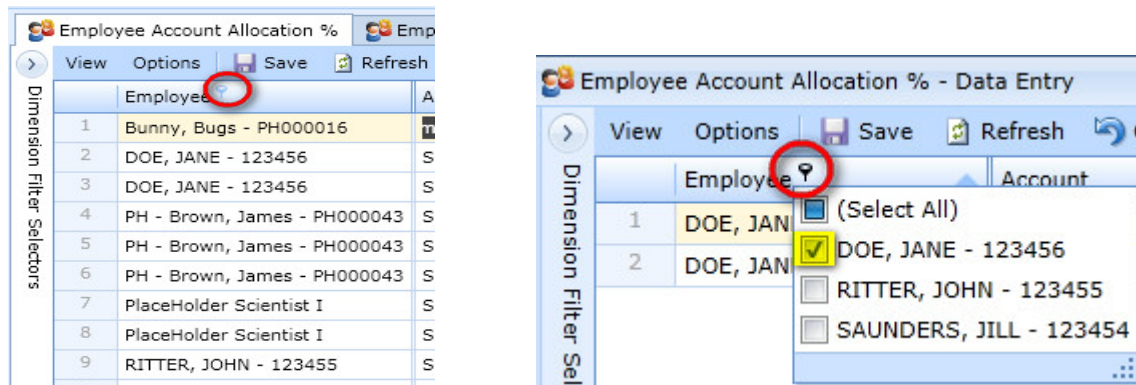 Employee Account Allocation %
View Options Save Refresh
Dimension Filter Selectors
Employee A
1 Bunny, Bugs - PH000016
2 DOE, JANE - 123456 S
3 DOE, JANE - 123456 S
4 PH - Brown, James - PH000043 S
5 PH - Brown, James - PH000043 S
6 PH - Brown, James - PH000043 S
7 PlaceHolder Scientist I S
8 PlaceHolder Scientist I S
9 RITTER, JOHN - 123455 S
Employee Account Allocation % - Data Entry
View Options Save Refresh
Dimension Filter Sel
Employee Account
1 DOE, JAN
2 DOE, JAN
(Select All)
DOE, JANE - 123456
RITTER, JOHN - 123455
SAUNDERS, JILL - 123454